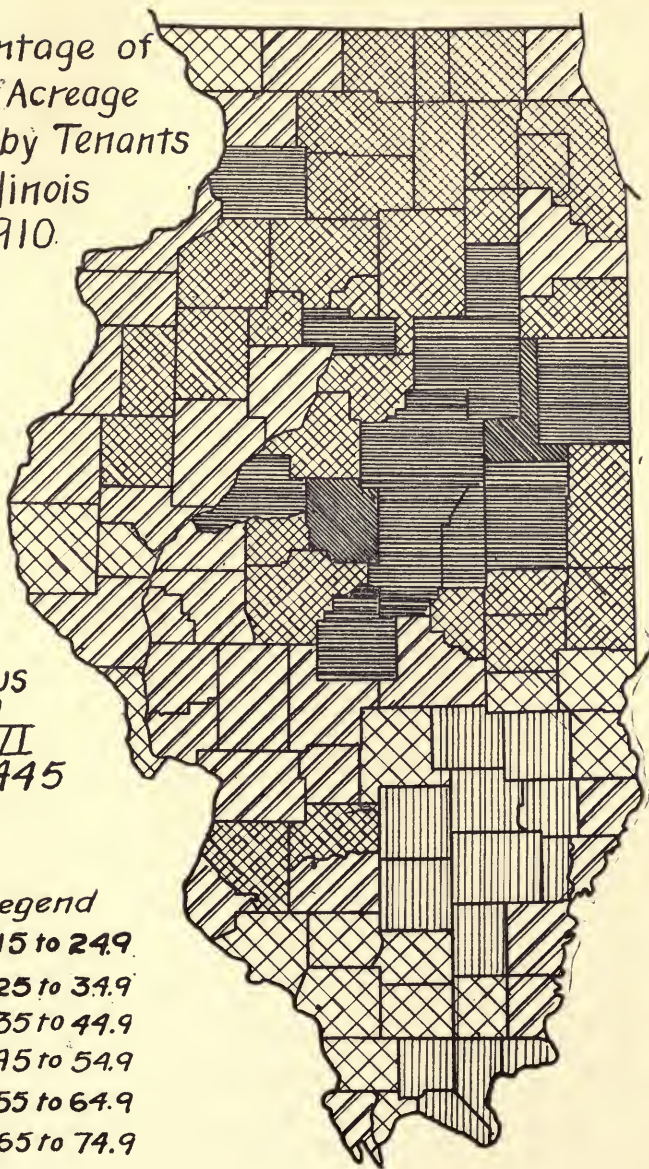 ntage of
Acreage
by Tenants
linois
910.
US
II
445
egend
15 to 24.9
25 to 34.9
35 to 44.9
45 to 54.9
55 to 64.9
65 to 74.9